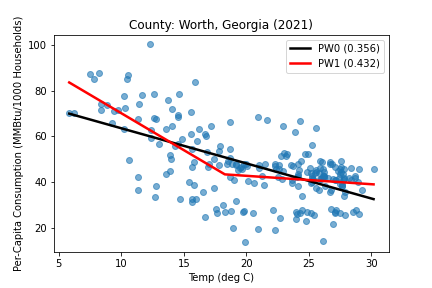 County: Worth, Georgia (2021)
Per-Capita Consumption (MMBtu/1000 Households)
100
80
60
40
20
PW0 (0.356)
PW1 (0.432)
5
10
15
20
25
30
Temp (deg C)